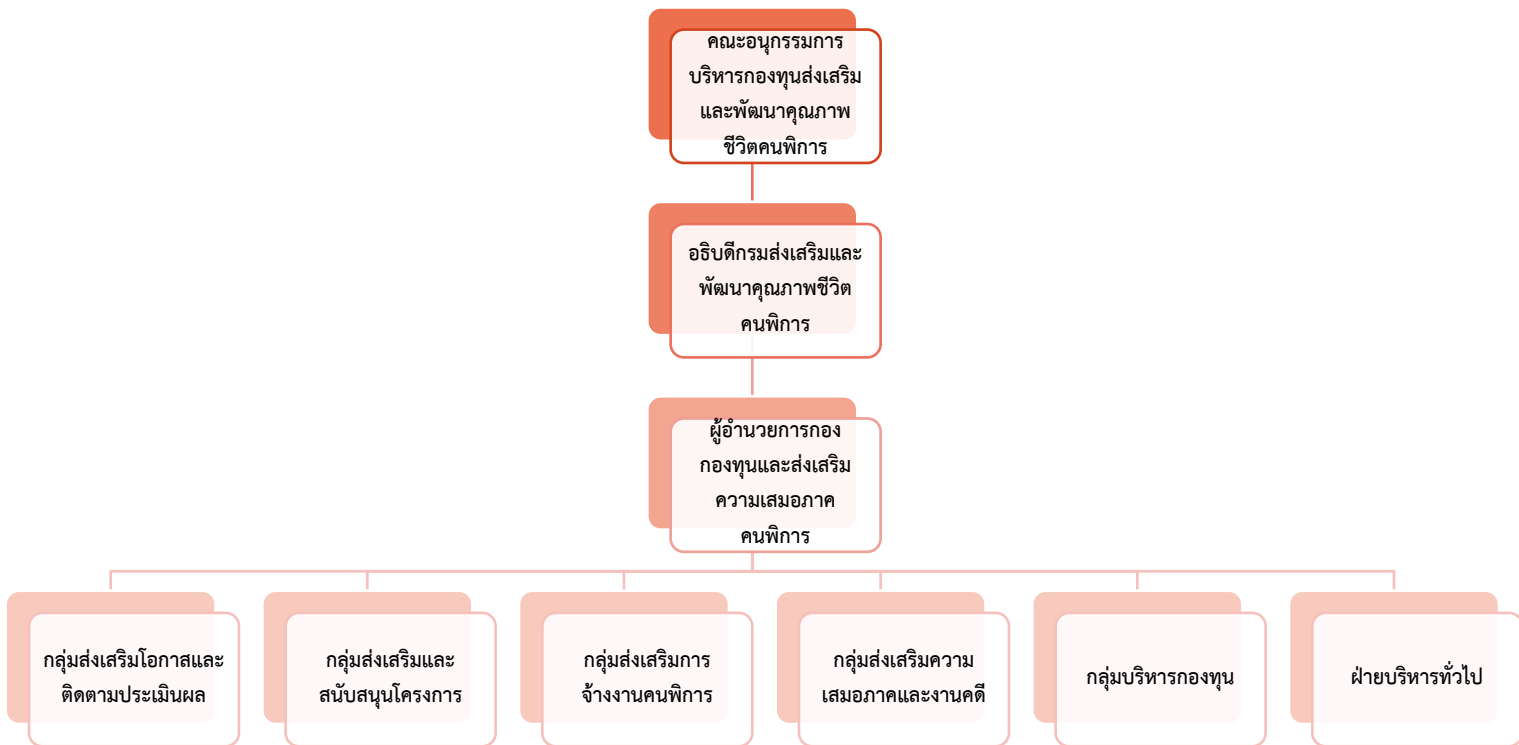 คณะอนุกรรมการ
บริหารกองทุนส่งเสริม
และพัฒนาคุณภาพ
ชีวิตคนพิการ
อธิบดีกรมส่งเสริมและ
พัฒนาคุณภาพชีวิต
คนพิการ
ผู้อำนวยการกอง
กองทุนและส่งเสริม
ความเสมอภาค
คนพิการ
กลุ่มส่งเสริมโอกาสและ
ติดตามประเมินผล
กลุ่มส่งเสริมและ
สนับสนุนโครงการ
กลุ่มส่งเสริมการ
จ้างงานคนพิการ
กลุ่มส่งเสริมความ
เสมอภาคและงานคดี
กลุ่มบริหารกองทุน
ฝ่ายบริหารทั่วไป